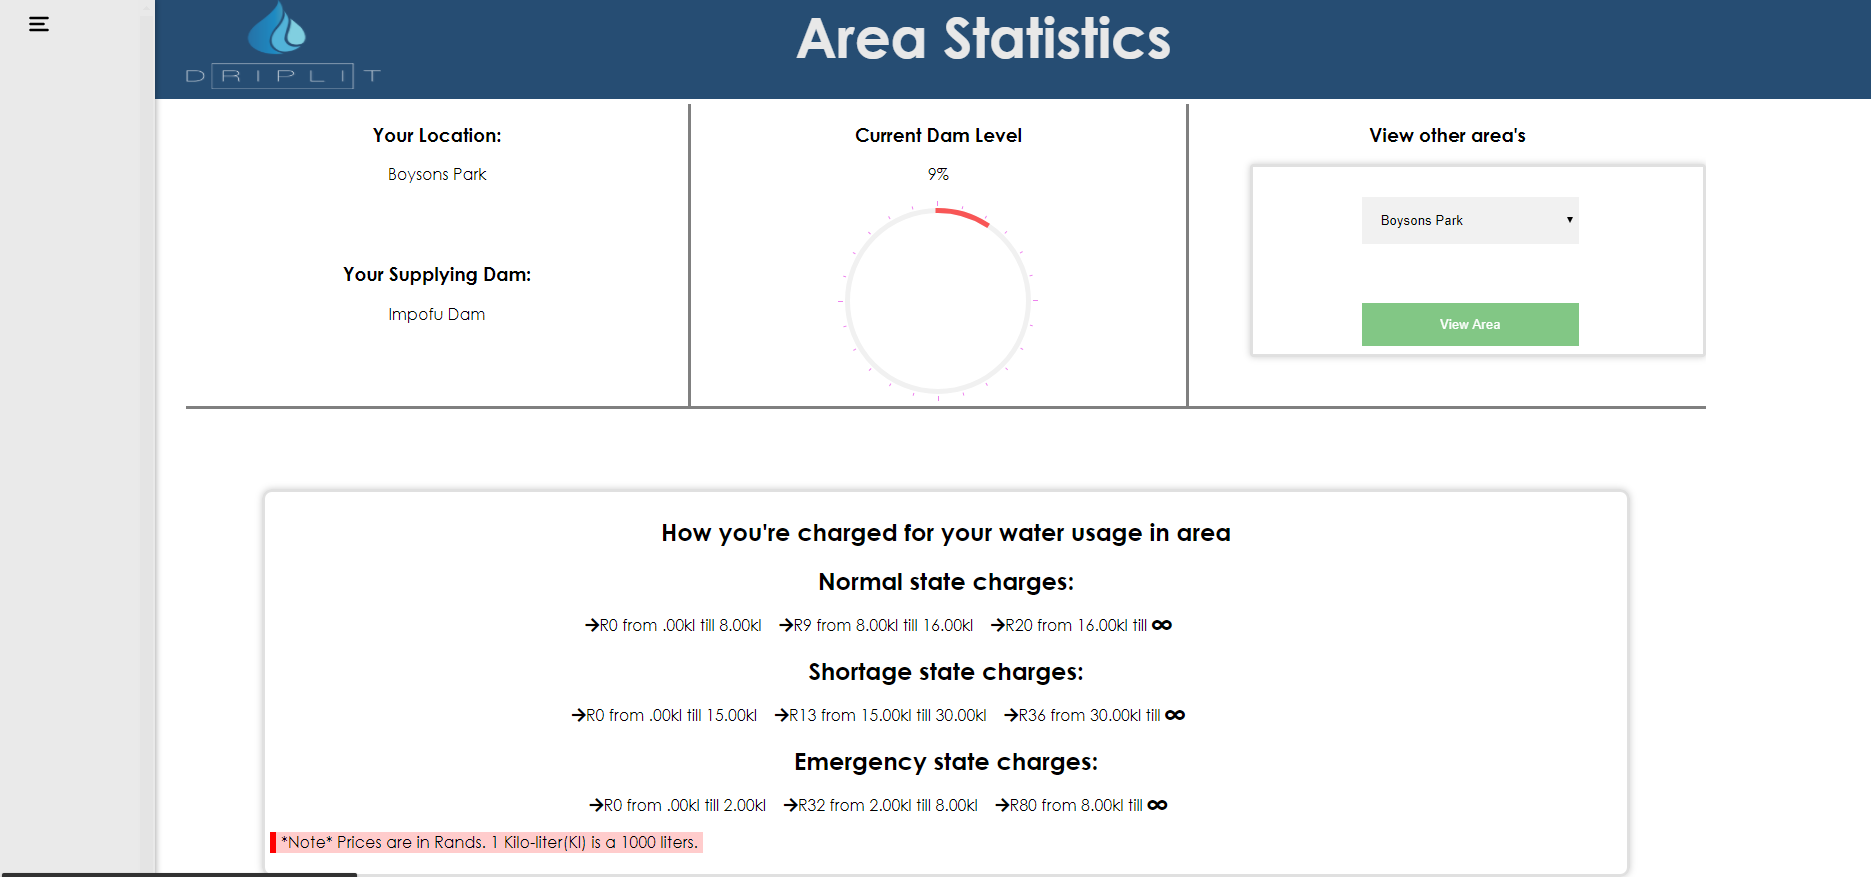 DRIPLIT
Area Statistics
Your Location:
Boysons Park
Your Supplying Dam:
Impofu Dam
Current Dam Level
9%
View other area's
Boysons Park
View Area
How you're charged for your water usage in area
Normal state charges:
→R0 from .00kl till 8.00kl →R9 from 8.00kl till 16.00kl →R20 from 16.00kl till ∞
Shortage state charges:
→R0 from .00kl till 15.00kl →R13 from 15.00kl till 30.00kl →R36 from 30.00kl till ∞
Emergency state charges:
→R0 from .00kl till 2.00kl →R32 from 2.00kl till 8.00kl →R80 from 8.00kl till ∞
*Note* Prices are in Rands. 1 Kilo-liter(Kl) is a 1000 liters.